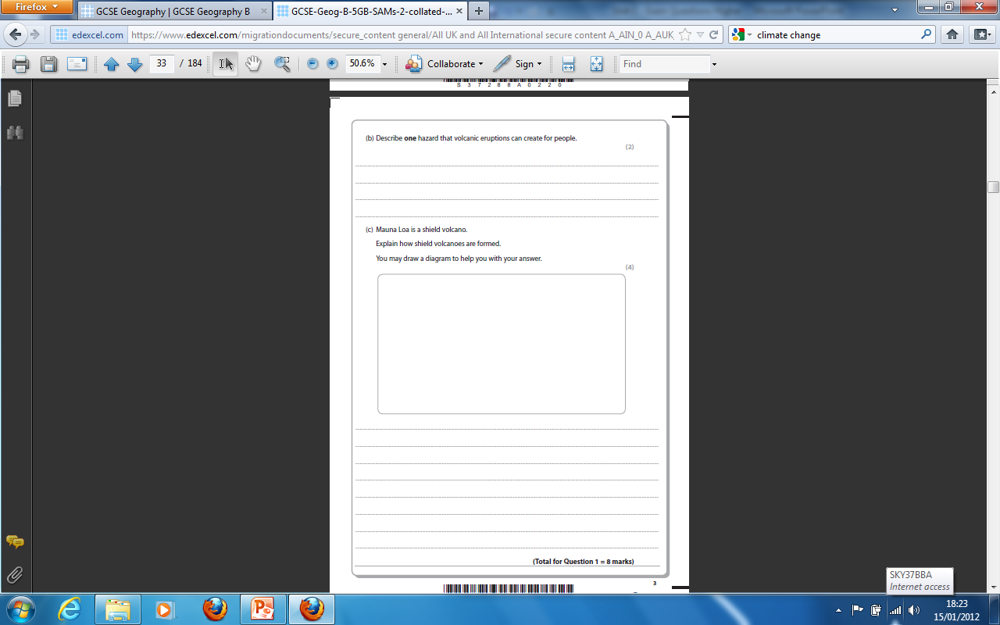 Firefox
GCSE Geography | GCSE Geography B
GCSE-Geog-B-5GB-SAMs-2-collated-...
edexcel.com
https://www.edexcel.com/migrationdocuments/secure_content general/All UK and All International secure content A_AIN_0 A_AUK_
climate change
33 / 184
50.6%
Collaborate
Sign
Find
S 3 7 2 8 8 A 0 2 2 0
(b) Describe one hazard that volcanic eruptions can create for people.
(2)
(c) Mauna Loa is a shield volcano.
Explain how shield volcanoes are formed.
You may draw a diagram to help you with your answer.
(4)
(Total for Question 1 = 8 marks)
3
SKY37BBA
Internet access
18:23
15/01/2012